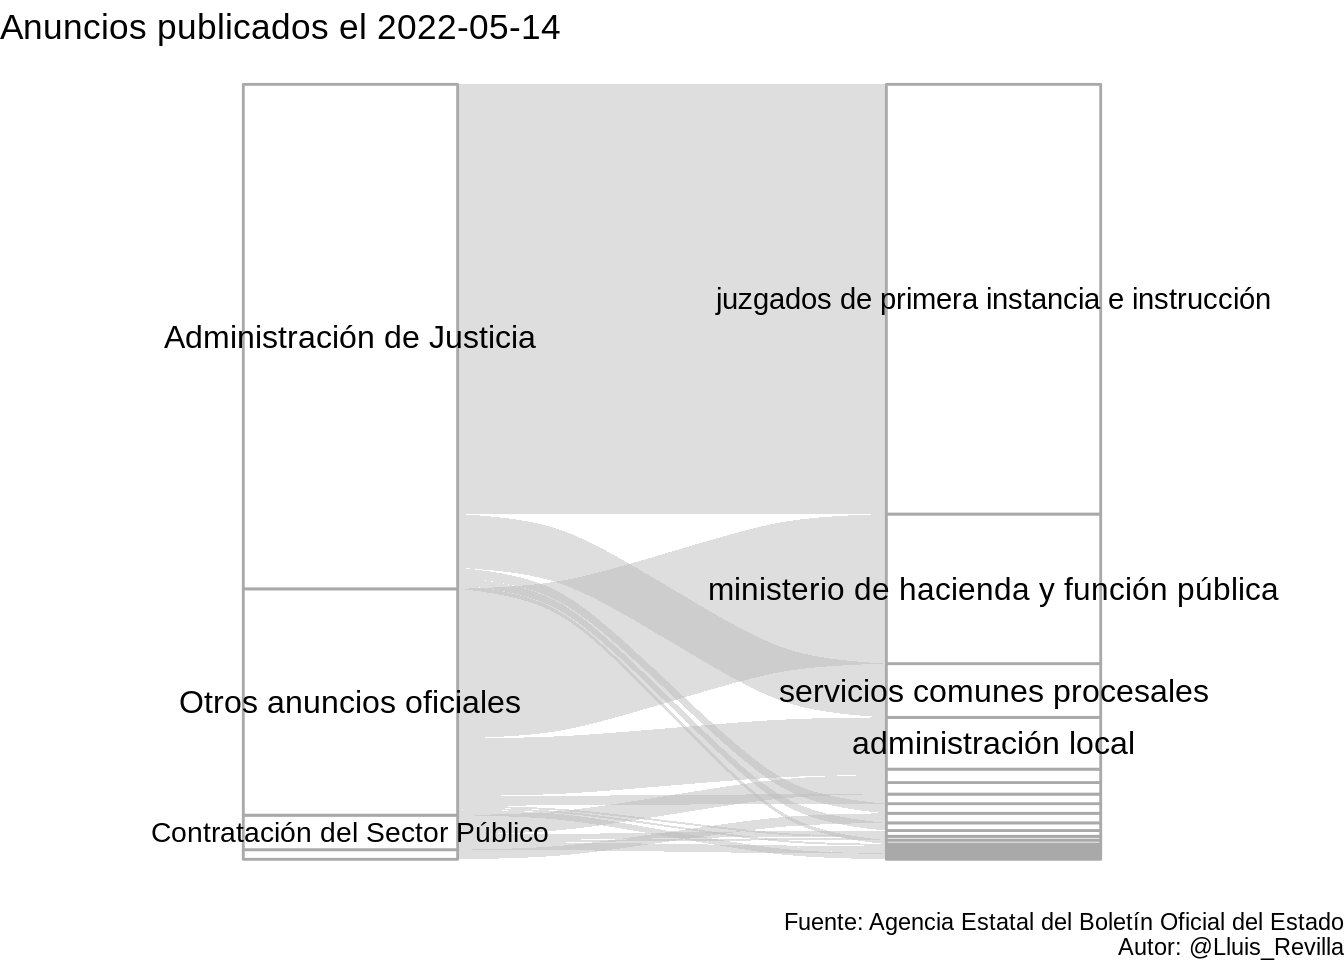 Anuncios publicados el 2022-05-14
juzgados de primera instancia e instrucción
Administración de Justicia
ministerio de hacienda y función pública
servicios comunes procesales
Otros anuncios oficiales
administración local
Contratación del Sector Público
Fuente: Agencia Estatal del Boletín Oficial del Estado
Autor: @Lluis_Revilla